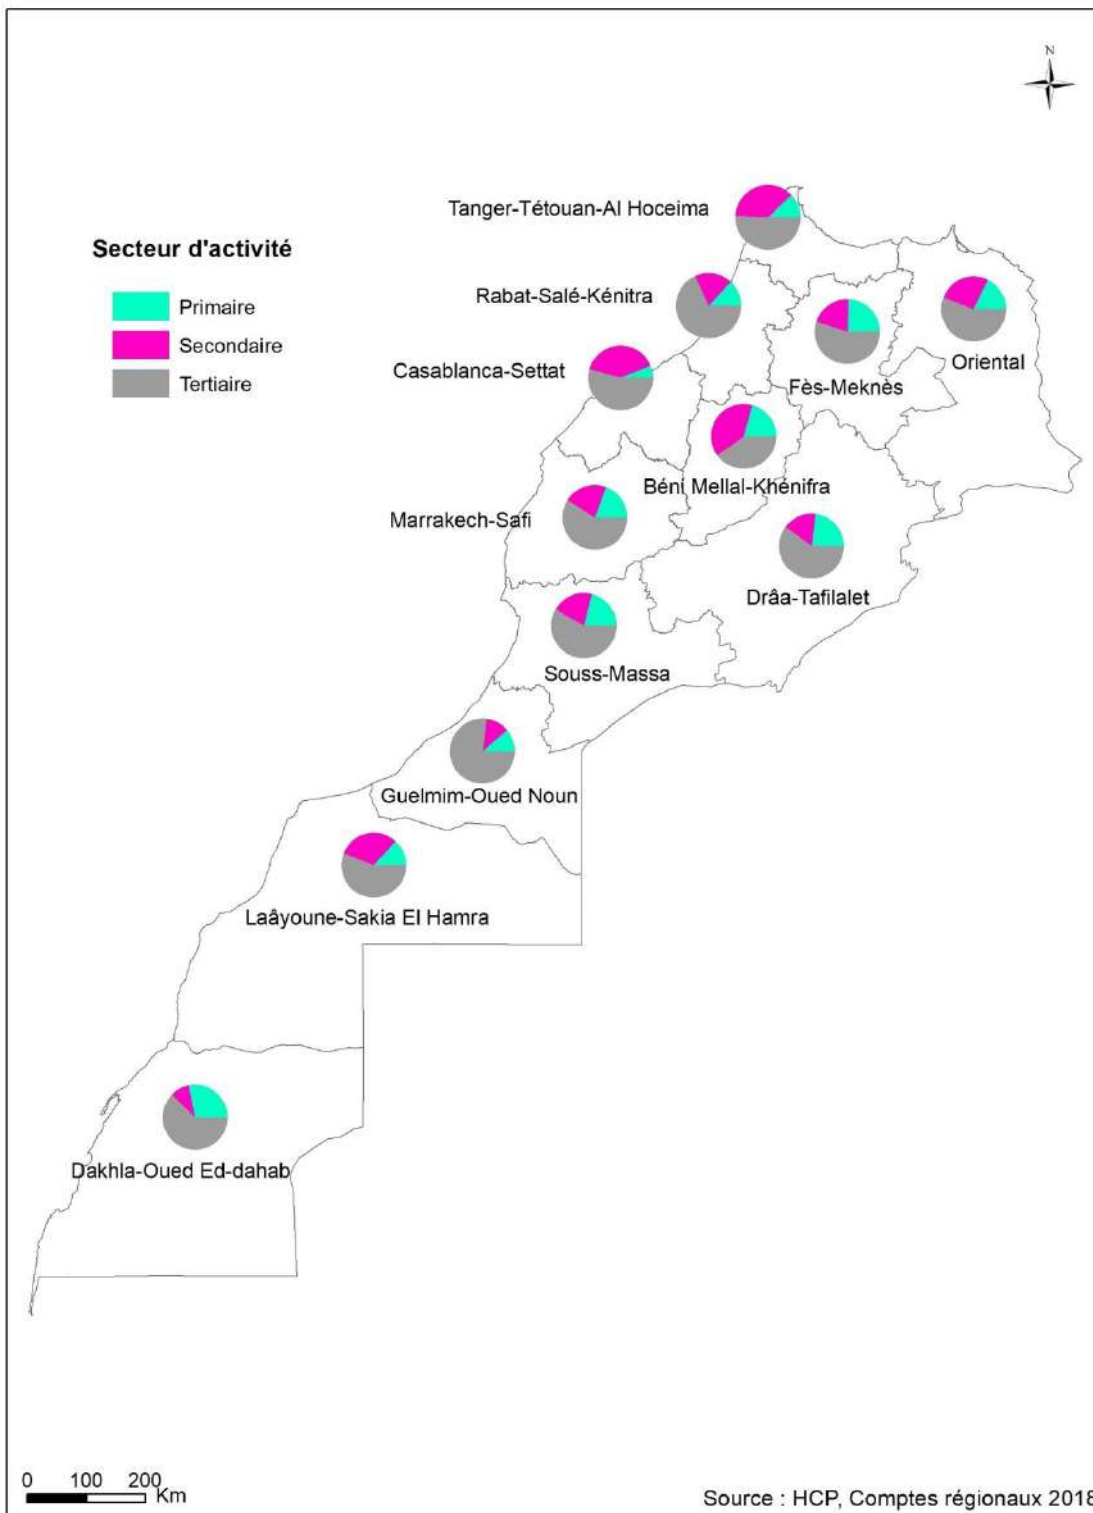 N
Tanger-Tétouan-Al Hoceima
Secteur d'activité
Primaire
Secondaire
Tertiaire
Rabat-Salé-Kénitra
Oriental
Casablanca-Settat
Fès-Meknès
Béni Mellal-Khénifra
Marrakech-Safi
Drâa-Tafilalet
Souss-Massa
Guelmim-Oued Noun
Laâyoune-Sakia El Hamra
Dakhla-Oued Ed-dahab
0 100 200
Km
Source : HCP, Comptes régionaux 2018